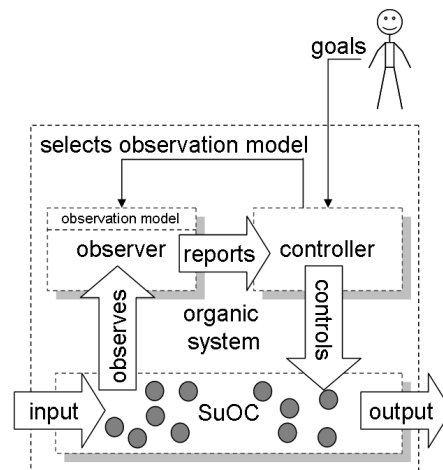 goals
selects observation model
observation model
observer
reports
controller
observes
organic
system
controls
input
SuOC
output